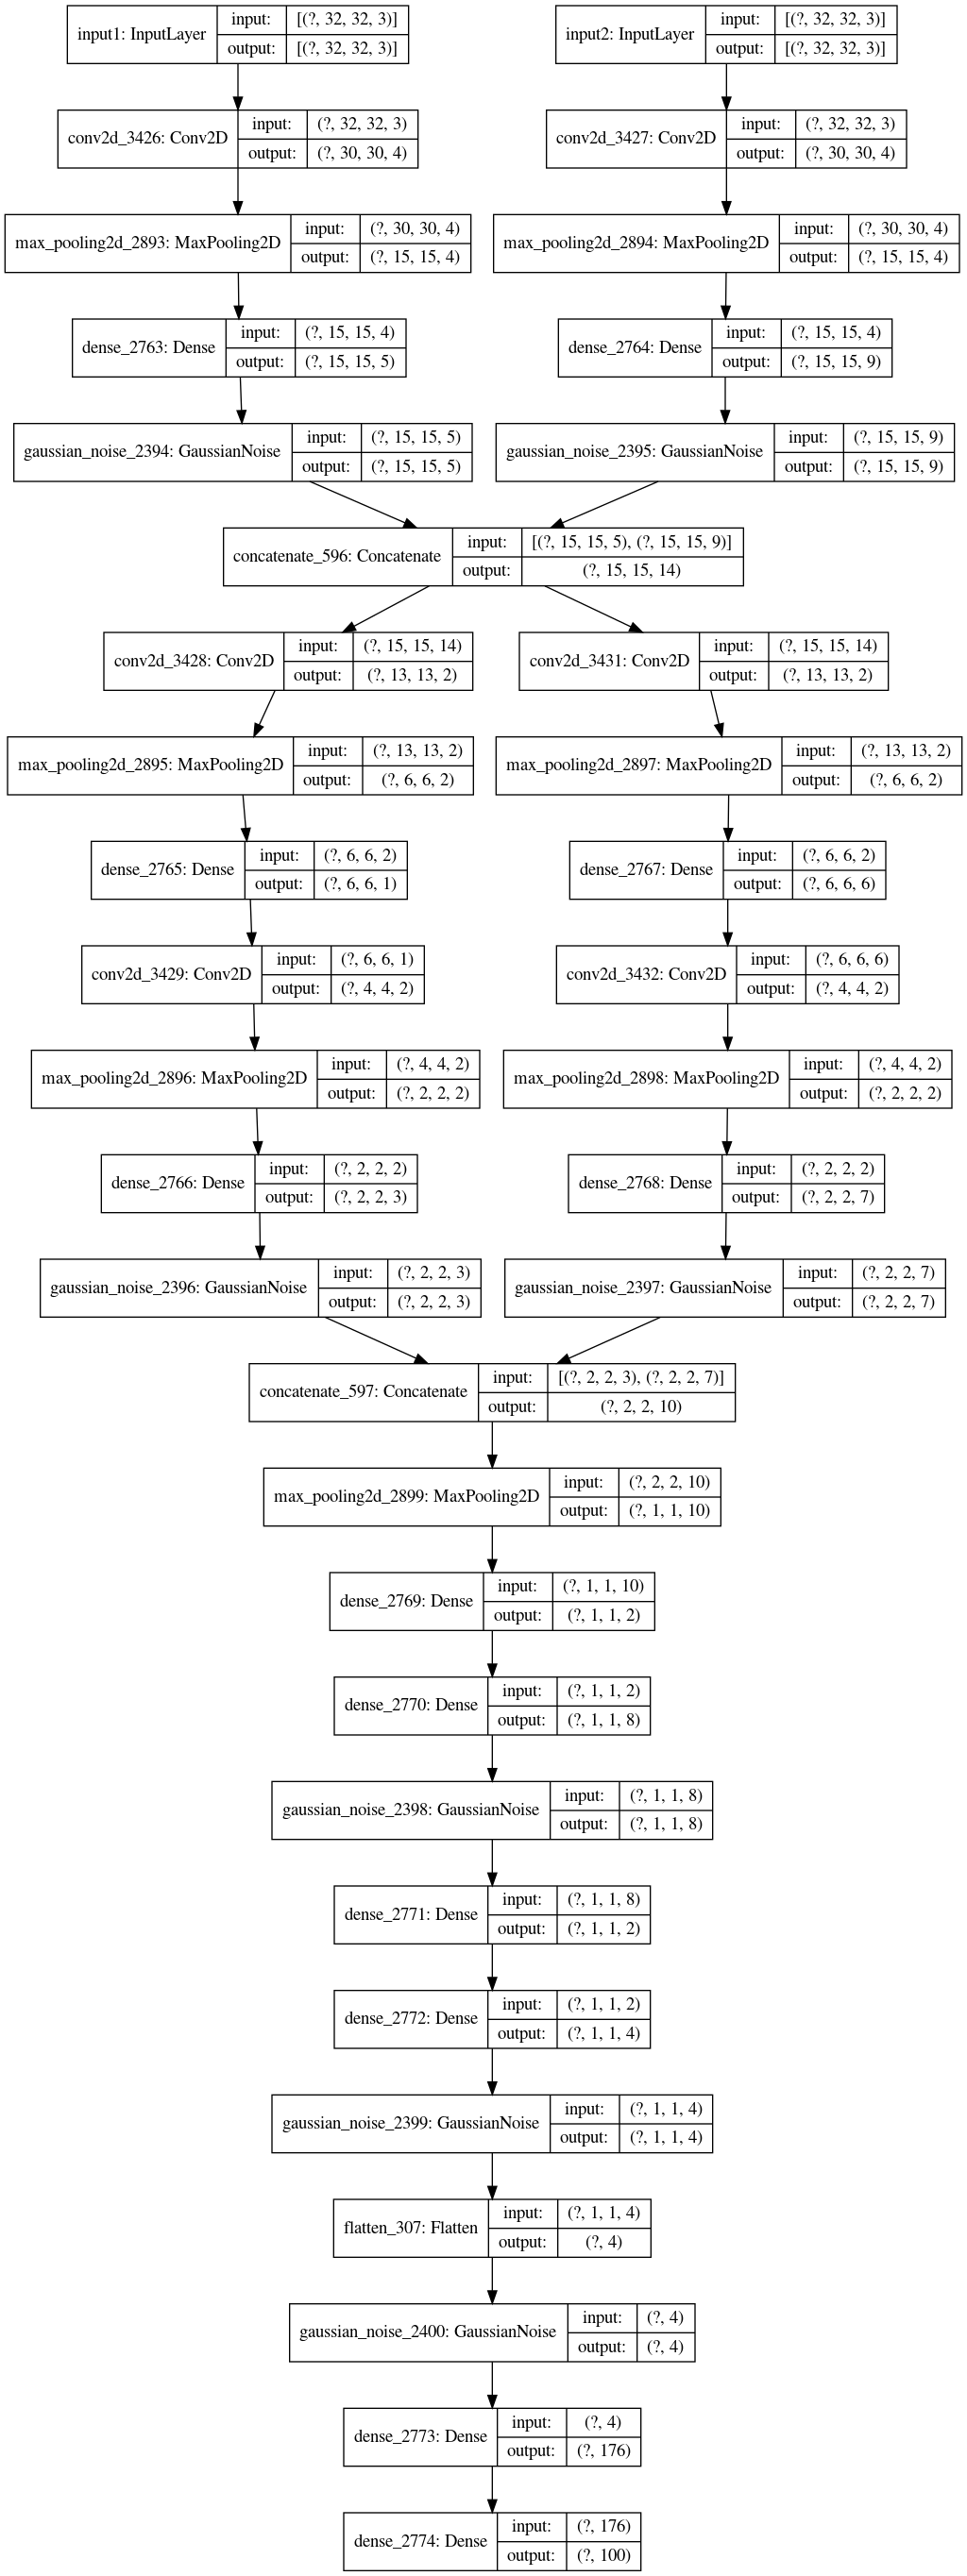 input1: InputLayer input: [(?, 32, 32, 3)]
output: [(?, 32, 32, 3)]
input2: InputLayer input: [(?, 32, 32, 3)]
output: [(?, 32, 32, 3)]
conv2d_3426: Conv2D input: (?, 32, 32, 3)
output: (?, 30, 30, 4)
conv2d_3427: Conv2D input: (?, 32, 32, 3)
output: (?, 30, 30, 4)
max_pooling2d_2893: MaxPooling2D input: (?, 30, 30, 4)
output: (?, 15, 15, 4)
max_pooling2d_2894: MaxPooling2D input: (?, 30, 30, 4)
output: (?, 15, 15, 4)
dense_2763: Dense input: (?, 15, 15, 4)
output: (?, 15, 15, 5)
dense_2764: Dense input: (?, 15, 15, 4)
output: (?, 15, 15, 9)
gaussian_noise_2394: GaussianNoise input: (?, 15, 15, 5)
output: (?, 15, 15, 5)
gaussian_noise_2395: GaussianNoise input: (?, 15, 15, 9)
output: (?, 15, 15, 9)
concatenate_596: Concatenate input: [(?, 15, 15, 5), (?, 15, 15, 9)]
output: (?, 15, 15, 14)
conv2d_3428: Conv2D input: (?, 15, 15, 14)
output: (?, 13, 13, 2)
conv2d_3431: Conv2D input: (?, 15, 15, 14)
output: (?, 13, 13, 2)
max_pooling2d_2895: MaxPooling2D input: (?, 13, 13, 2)
output: (?, 6, 6, 2)
max_pooling2d_2897: MaxPooling2D input: (?, 13, 13, 2)
output: (?, 6, 6, 2)
dense_2765: Dense input: (?, 6, 6, 2)
output: (?, 6, 6, 1)
dense_2767: Dense input: (?, 6, 6, 2)
output: (?, 6, 6, 6)
conv2d_3429: Conv2D input: (?, 6, 6, 1)
output: (?, 4, 4, 2)
conv2d_3432: Conv2D input: (?, 6, 6, 6)
output: (?, 4, 4, 2)
max_pooling2d_2896: MaxPooling2D input: (?, 4, 4, 2)
output: (?, 2, 2, 2)
max_pooling2d_2898: MaxPooling2D input: (?, 4, 4, 2)
output: (?, 2, 2, 2)
dense_2766: Dense input: (?, 2, 2, 2)
output: (?, 2, 2, 3)
dense_2768: Dense input: (?, 2, 2, 2)
output: (?, 2, 2, 7)
gaussian_noise_2396: GaussianNoise input: (?, 2, 2, 3)
output: (?, 2, 2, 3)
gaussian_noise_2397: GaussianNoise input: (?, 2, 2, 7)
output: (?, 2, 2, 7)
concatenate_597: Concatenate input: [(?, 2, 2, 3), (?, 2, 2, 7)]
output: (?, 2, 2, 10)
max_pooling2d_2899: MaxPooling2D input: (?, 2, 2, 10)
output: (?, 1, 1, 10)
dense_2769: Dense input: (?, 1, 1, 10)
output: (?, 1, 1, 2)
dense_2770: Dense input: (?, 1, 1, 2)
output: (?, 1, 1, 8)
gaussian_noise_2398: GaussianNoise input: (?, 1, 1, 8)
output: (?, 1, 1, 8)
dense_2771: Dense input: (?, 1, 1, 8)
output: (?, 1, 1, 2)
dense_2772: Dense input: (?, 1, 1, 2)
output: (?, 1, 1, 4)
gaussian_noise_2399: GaussianNoise input: (?, 1, 1, 4)
output: (?, 1, 1, 4)
flatten_307: Flatten input: (?, 1, 1, 4)
output: (?, 4)
gaussian_noise_2400: GaussianNoise input: (?, 4)
output: (?, 4)
dense_2773: Dense input: (?, 4)
output: (?, 176)
dense_2774: Dense input: (?, 176)
output: (?, 100)